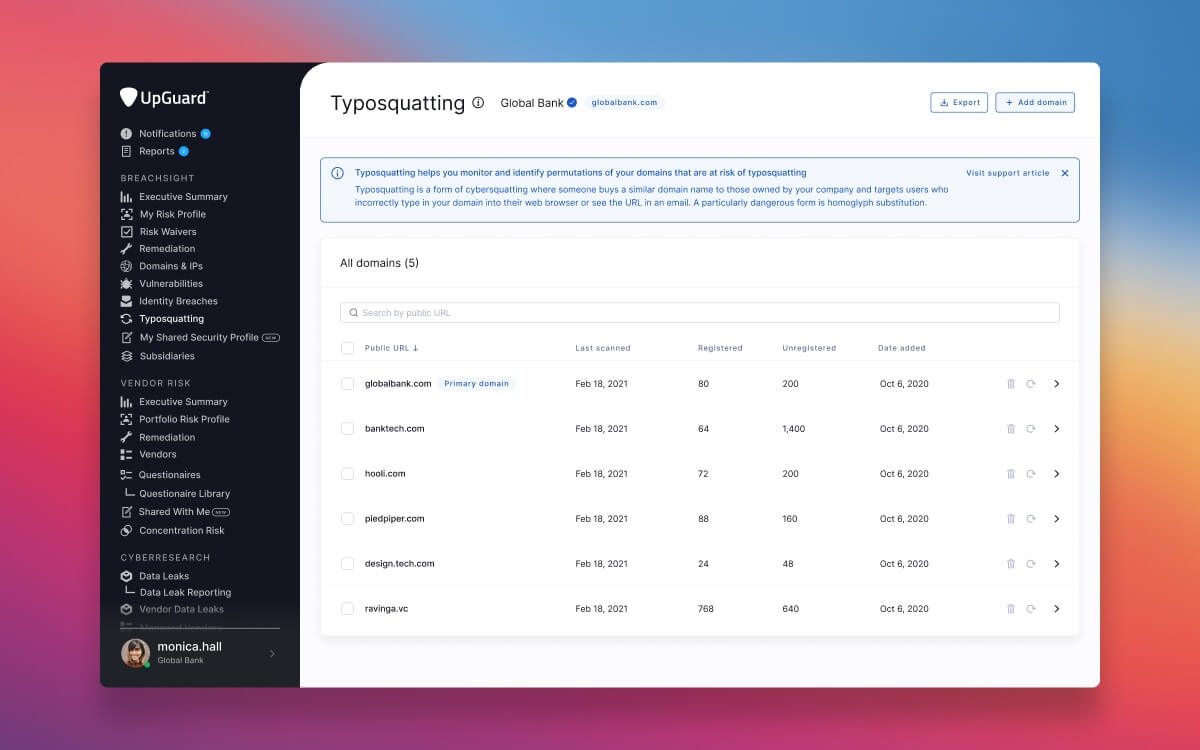 UpGuard
Notifications
Reports
BREACHSIGHT
Executive Summary
My Risk Profile
Risk Waivers
Remediation
Domains & IPs
Vulnerabilities
Identity Breaches
Typosquatting
My Shared Security Profile NEW
Subsidiaries
VENDOR RISK
Executive Summary
Portfolio Risk Profile
Remediation
Vendors
Questionaires
Questionaire Library
Shared With Me NEW
Concentration Risk
CYBERRESEARCH
Data Leaks
Data Leak Reporting
Vendor Data Leaks
monica.hall
Global Bank
Typosquatting Global Bank globalbank.com
Export + Add domain
Typosquatting helps you monitor and identify permutations of your domains that are at risk of typosquatting Visit support article
Typosquatting is a form of cybersquatting where someone buys a similar domain name to those owned by your company and targets users who
incorrectly type in your domain into their web browser or see the URL in an email. A particularly dangerous form is homoglyph substitution.
All domains (5)
Search by public URL
Public URL ↓ Last scanned Registered Unregistered Date added
globalbank.com Primary domain Feb 18, 2021 80 200 Oct 6, 2020
banktech.com Feb 18, 2021 64 1,400 Oct 6, 2020
hooli.com Feb 18, 2021 72 200 Oct 6, 2020
piedpiper.com Feb 18, 2021 88 160 Oct 6, 2020
design.tech.com Feb 18, 2021 24 48 Oct 6, 2020
ravinga.vc Feb 18, 2021 768 640 Oct 6, 2020